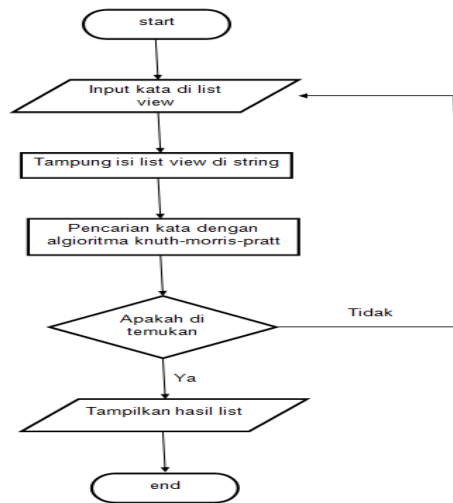 start
Input kata di list
view
Tampung isi list view di string
Pencarian kata dengan
algioritma knuth-morris-pratt
Apakah di
temukan
Tidak
Ya
Tampilkan hasil list
end